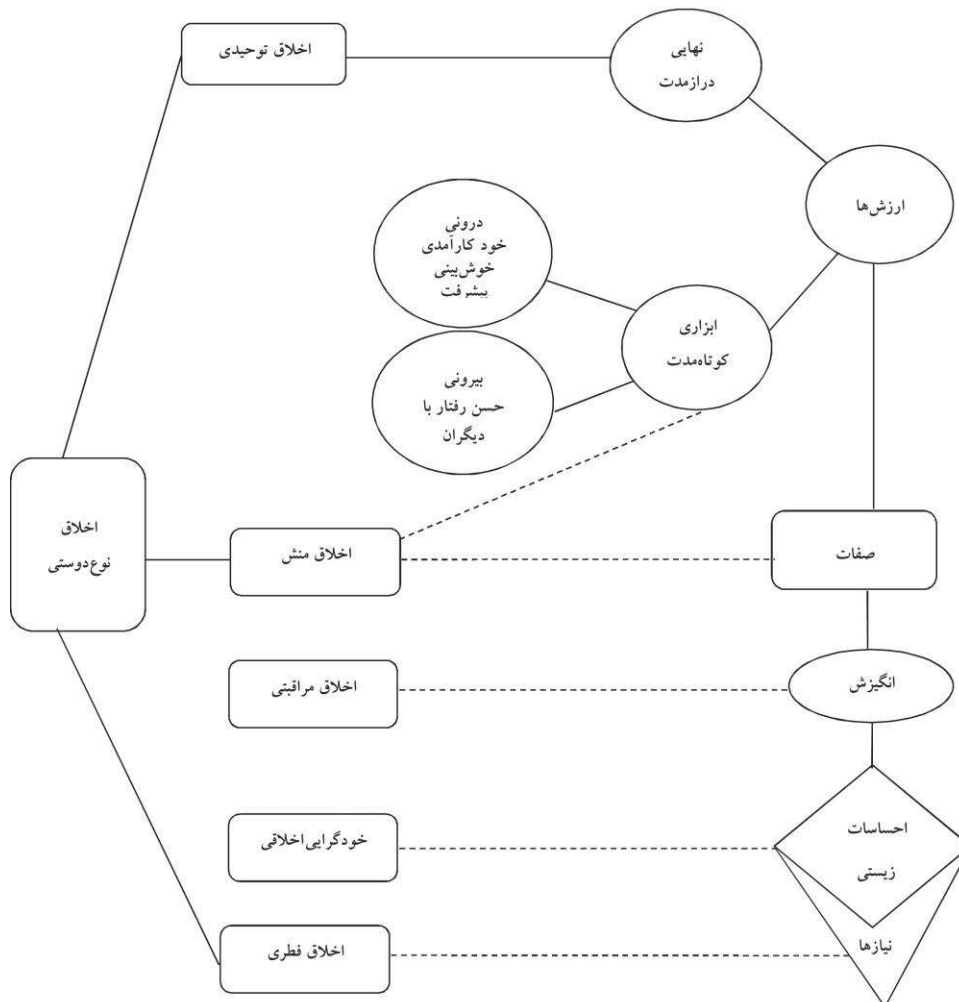 اخلاق توحیدی
نهایی
درازمدت
ارزش‌ها
درونی
خود کارآمدی
خوش‌بینی
پیشرفت
ابزاری
کوتاه‌مدت
بیرونی
حسن رفتار با
دیگران
اخلاق
نوع‌دوستی
اخلاق منش
صفات
اخلاق مراقبتی
انگیزش
خودگرایی اخلاقی
احساسات
زیستی
نیازها
اخلاق فطری